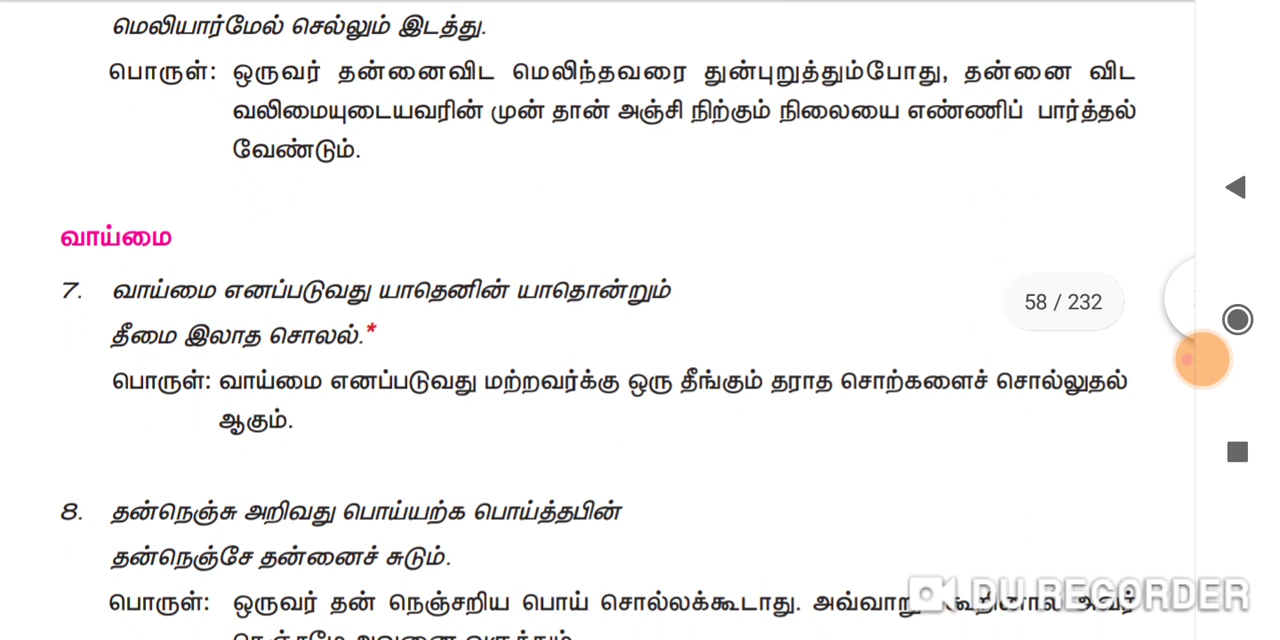 மெலியார்மேல் செல்லும் இடத்து.
பொருள்: ஒருவர் தன்னைவிட மெலிந்தவரை துன்புறுத்தும்போது, தன்னை விட
வலிமையுடையவரின் முன் தான் அஞ்சி நிற்கும் நிலையை எண்ணிப் பார்த்தல்
வேண்டும்.
வாய்மை
7. வாய்மை எனப்படுவது யாதெனின் யாதொன்றும்
58 / 232
தீமை இலாத சொலல்.*
பொருள்: வாய்மை எனப்படுவது மற்றவர்க்கு ஒரு தீங்கும் தராத சொற்களைச் சொல்லுதல்
ஆகும்.
8. தன்நெஞ்சு அறிவது பொய்யற்க பொய்த்தபின்
தன்நெஞ்சே தன்னைச் சுடும்.
பொருள்: ஒருவர் தன் நெஞ்சறிய பொய் சொல்லக்கூடாது.
DU RECORDER